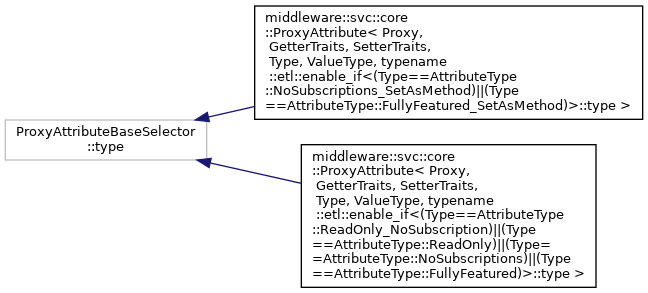 middleware::svc::core
::ProxyAttribute< Proxy,
GetterTraits, SetterTraits,
Type, ValueType, typename
::etl::enable_if<(Type==AttributeType
::NoSubscriptions_SetAsMethod)||(Type
==AttributeType::FullyFeatured_SetAsMethod)>::type >
ProxyAttributeBaseSelector
::type
middleware::svc::core
::ProxyAttribute< Proxy,
GetterTraits, SetterTraits,
Type, ValueType, typename
::etl::enable_if<(Type==AttributeType
::ReadOnly_NoSubscription)||(Type
==AttributeType::ReadOnly)||(Type=
=AttributeType::NoSubscriptions)||(Type
==AttributeType::FullyFeatured)>::type >